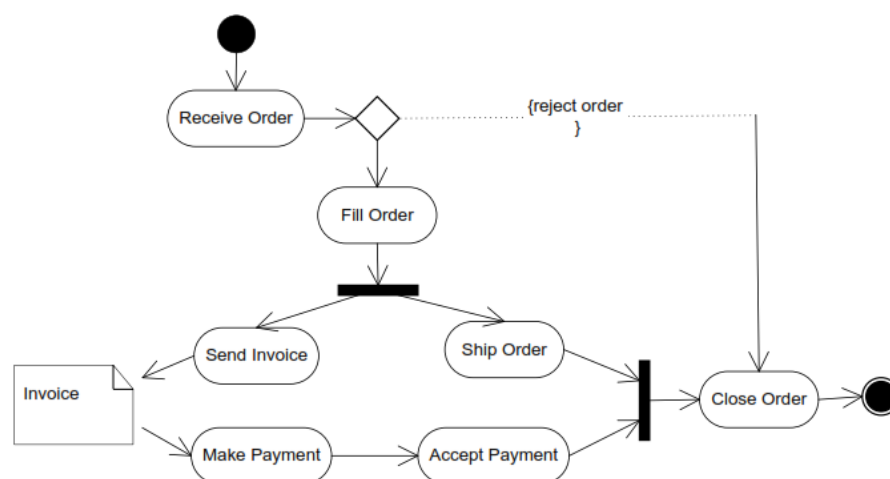 Receive Order
{reject order
}
Fill Order
Send Invoice
Ship Order
Invoice
Close Order
Make Payment
Accept Payment